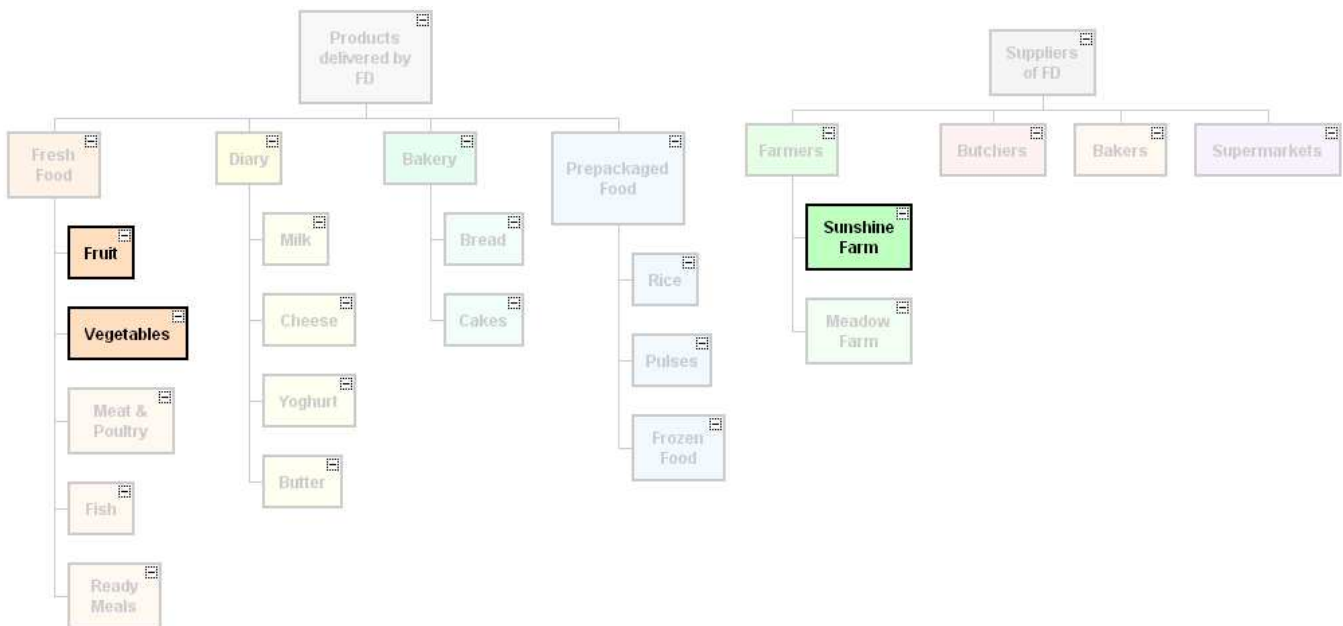 Products
delivered by
FD
Suppliers
of FD
Fresh
Food
Diary
Bakery
Prepackaged
Food
Farmers
Butchers
Bakers
Supermarkets
Fruit
Milk
Bread
Rice
Sunshine
Farm
Vegetables
Cheese
Cakes
Pulses
Meadow
Farm
Meat &
Poultry
Yoghurt
Frozen
Food
Fish
Butter
Ready
Meals